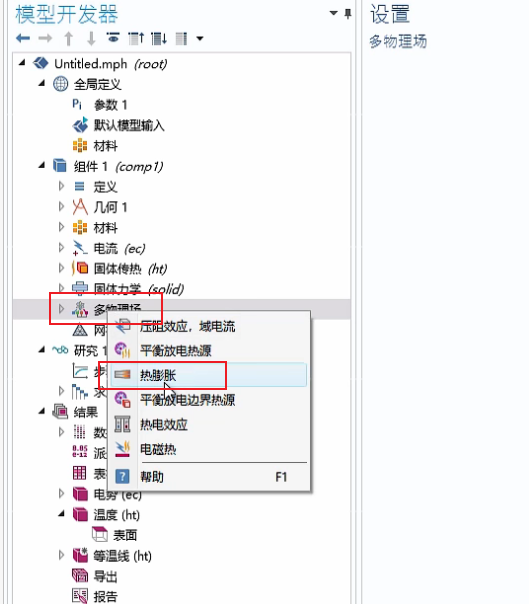 模型开发器
设置
多物理场
Untitled.mph (root)
全局定义
Pi 参数 1
默认模型输入
材料
组件 1 (comp1)
定义
几何 1
材料
电流 (ec)
固体传热 (ht)
固体力学 (solid)
多物理场
压阻效应，域电流
网
平衡放电热源
研究 1
热膨胀
步
平衡放电边界热源
求
热电效应
结果
数
电磁热
派
帮助 F1
表
电势 (ec)
温度 (ht)
表面
等温线 (ht)
导出
报告